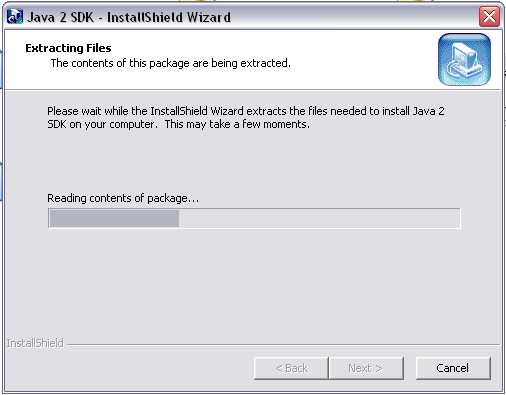 Java 2 SDK - InstallShield Wizard
Extracting Files
The contents of this package are being extracted.
Please wait while the InstallShield Wizard extracts the files needed to install Java 2
SDK on your computer.  This may take a few moments.
Reading contents of package...
InstallShield
< Back
Next >
Cancel